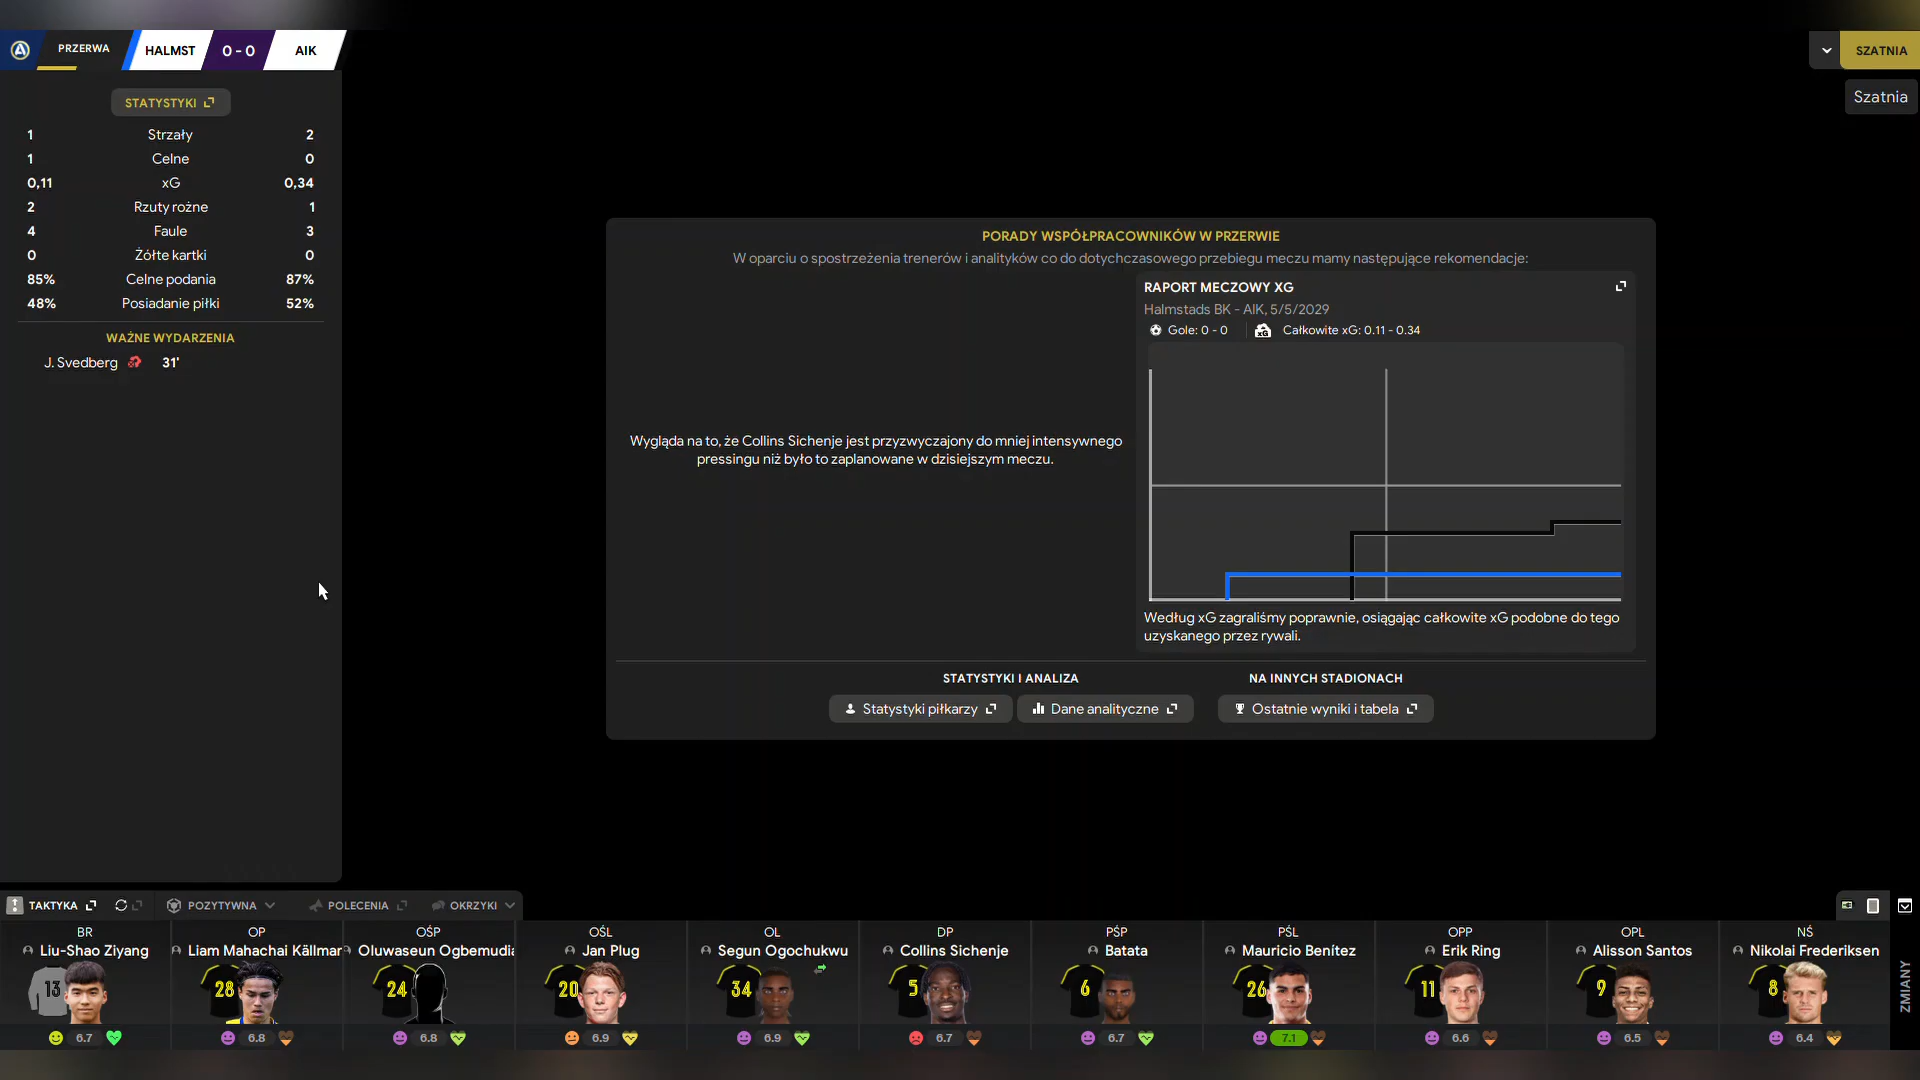 PRZERWA
HALMST
0 - 0
AIK
SZATNIA
Szatnia
STATYSTYKI
1 Strzały 2
1 Celne 0
0,11 xG 0,34
2 Rzuty rożne 1
4 Faule 3
0 Żółte kartki 0
85% Celne podania 87%
48% Posiadanie piłki 52%
WAŻNE WYDARZENIA
J. Svedberg 31'
PORADY WSPÓŁPRACOWNIKÓW W PRZERWIE
W oparciu o spostrzeżenia trenerów i analityków co do dotychczasowego przebiegu meczu mamy następujące rekomendacje:
Wygląda na to, że Collins Sichenje jest przyzwyczajony do mniej intensywnego
pressingu niż było to zaplanowane w dzisiejszym meczu.
RAPORT MECZOWY XG
Halmstads BK - AIK, 5/5/2029
Gole: 0 - 0
xG Całkowite xG: 0.11 - 0.34
Według xG zagraliśmy poprawnie, osiągając całkowite xG podobne do tego
uzyskanego przez rywali.
STATYSTYKI I ANALIZA
Statystyki piłkarzy
Dane analityczne
NA INNYCH STADIONACH
Ostatnie wyniki i tabela
TAKTYKA
POZYTYWNA
POLECENIA
OKRZYKI
BR
Liu-Shao Ziyang
13
6.7
OP
Liam Mahachai Källmar
28
6.8
OŚP
Oluwaseun Ogbemudia
24
6.8
OŚL
Jan Plug
20
6.9
OL
Segun Ogochukwu
34
6.9
DP
Collins Sichenje
5
6.7
PŚP
Batata
6
6.7
PŚL
Mauricio Benítez
26
7.1
OPP
Erik Ring
11
6.6
OPL
Alisson Santos
9
6.5
NŚ
Nikolai Frederiksen
8
6.4
ZMIANY